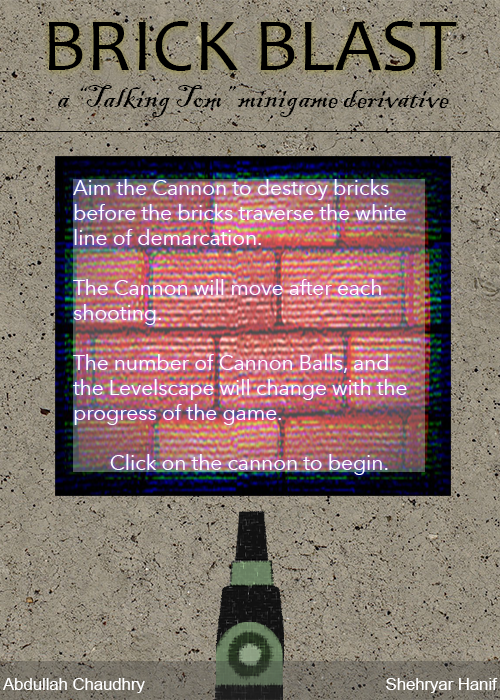 BRICK BLAST
a "Talking Tom" minigame derivative
Aim the Cannon to destroy bricks
before the bricks traverse the white
line of demarcation.
The Cannon will move after each
shooting.
The number of Cannon Balls, and
the Levelscape will change with the
progress of the game.
Click on the cannon to begin.
Abdullah Chaudhry
Shehryar Hanif